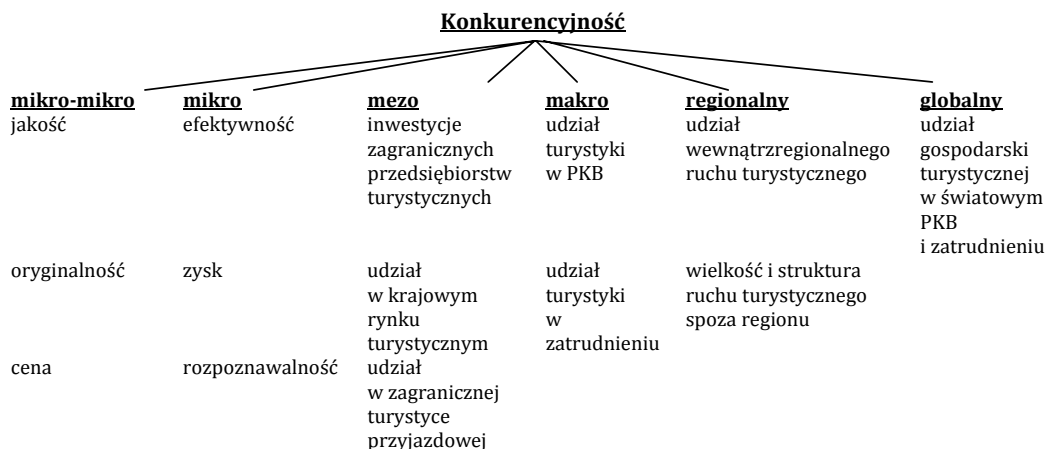 Konkurencyjność
mikro-mikro
jakość
oryginalność
cena
mikro
efektywność
zysk
rozpoznawalność
mezo
inwestycje
zagranicznych
przedsiębiorstw
turystycznych
udział
w krajowym
rynku
turystycznym
udział
w zagranicznej
turystyce
przyjazdowej
makro
udział
turystyki
w PKB
udział
turystyki
w
zatrudnieniu
regionalny
udział
wewnątrzregionalnego
ruchu turystycznego
wielkość i struktura
ruchu turystycznego
spoza regionu
globalny
udział
gospodarski
turystycznej
w światowym
PKB
i zatrudnieniu